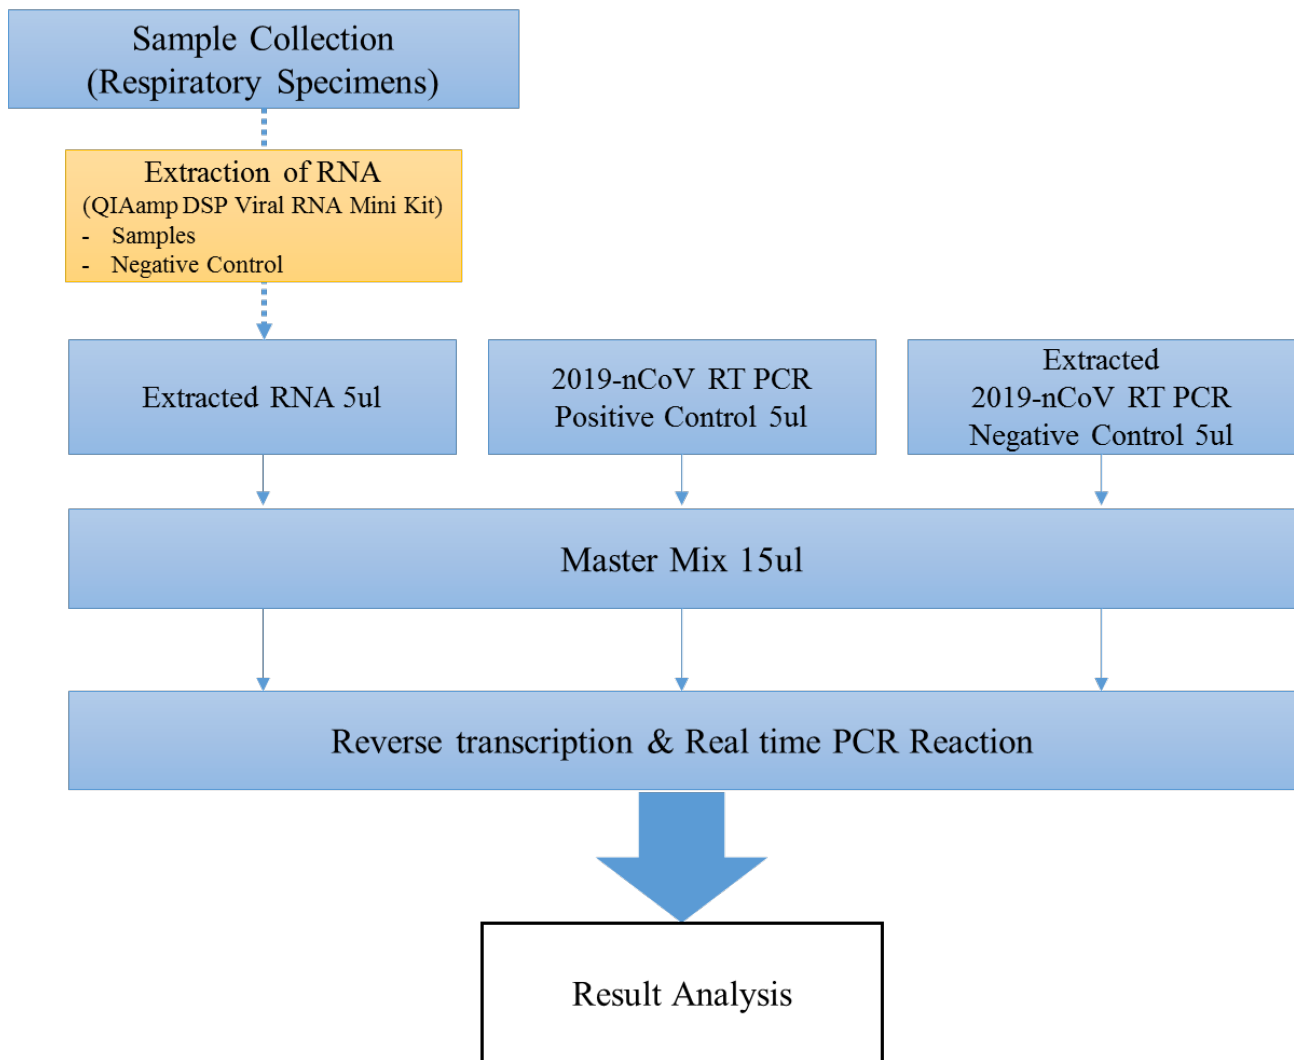 Sample Collection
(Respiratory Specimens)
Extraction of RNA
(QIAamp DSP Viral RNA Mini Kit)
- Samples
- Negative Control
Extracted RNA 5ul
2019-nCoV RT PCR
Positive Control 5ul
Extracted
2019-nCoV RT PCR
Negative Control 5ul
Master Mix 15ul
Reverse transcription & Real time PCR Reaction
Result Analysis